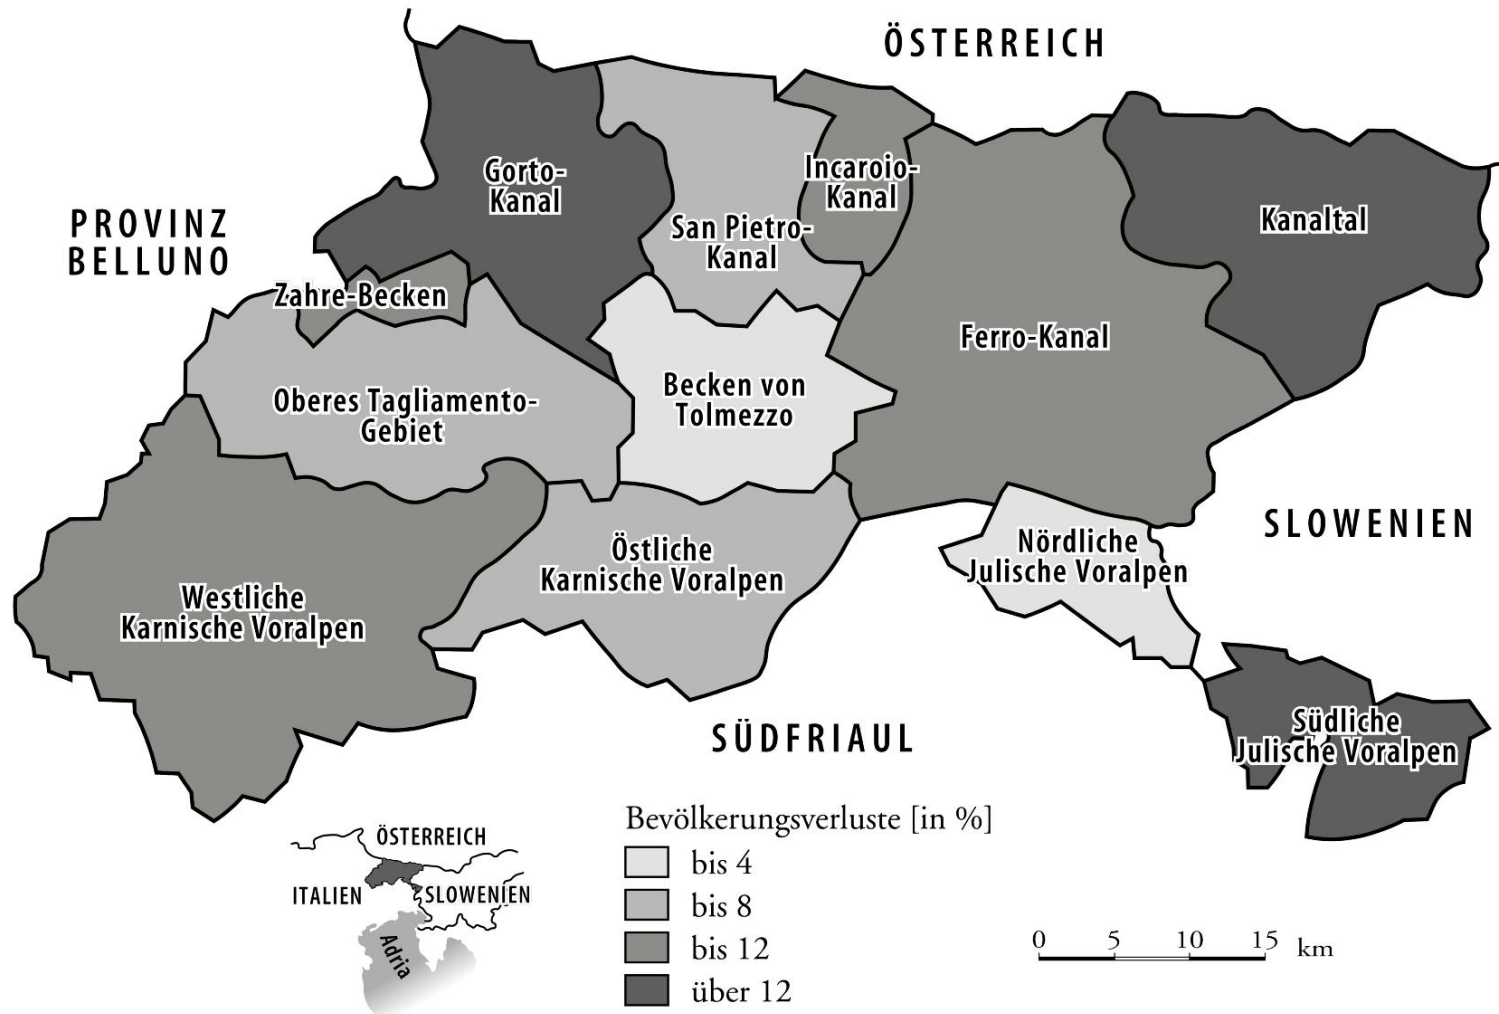 ÖSTERREICH
Gorto-
Kanal
Incaroio-
Kanal
PROVINZ
BELLUNO
San Pietro-
Kanal
Kanaltal
Zahre-Becken
Ferro-Kanal
Oberes Tagliamento-
Gebiet
Becken von
Tolmezzo
SLOWENIEN
Östliche
Karnische Voralpen
Nördliche
Julische Voralpen
Westliche
Karnische Voralpen
SÜDFRIAUL
Südliche
Julische Voralpen
ÖSTERREICH
ITALIEN
SLOWENIEN
Adria
Bevölkerungsverluste [in %]
bis 4
bis 8
bis 12
über 12
0 5 10 15 km